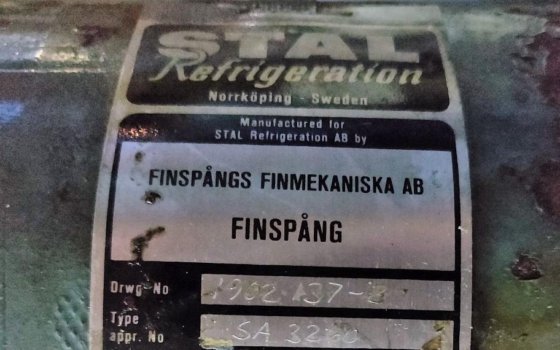 STAL
Refrigeration
Norrköping - Sweden
Manufactured for
STAL Refrigeration AB by
FINSPÅNGS FINMEKANISKA AB
FINSPÅNG
Drwg-No
Type
appr. No SA